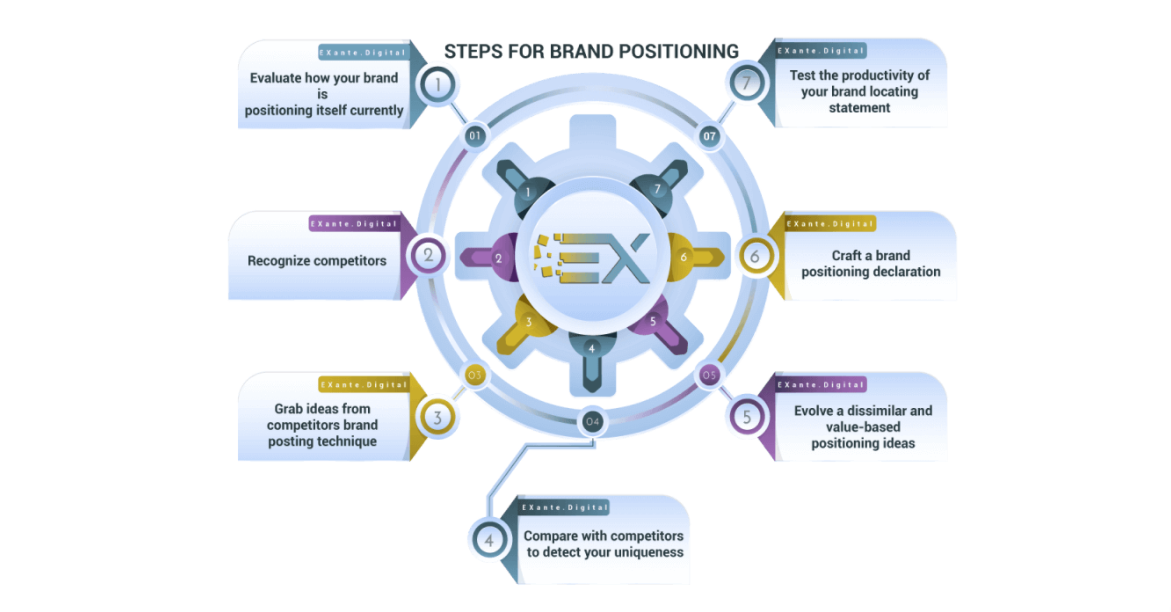 STEPS FOR BRAND POSITIONING
EXante.Digital
Evaluate how your brand
is
positioning itself currently
1
01
EXante.Digital
Recognize competitors
2
EXante.Digital
Grab ideas from
competitors brand
posting technique
3
03
EXante.Digital
Compare with competitors
to detect your uniqueness
4
04
EXante.Digital
Evolve a dissimilar and
value-based
positioning ideas
5
05
EXante.Digital
Craft a brand
positioning declaration
6
EXante.Digital
Test the productivity of
your brand locating
statement
7
07
1
2
3
4
5
6
7
EX